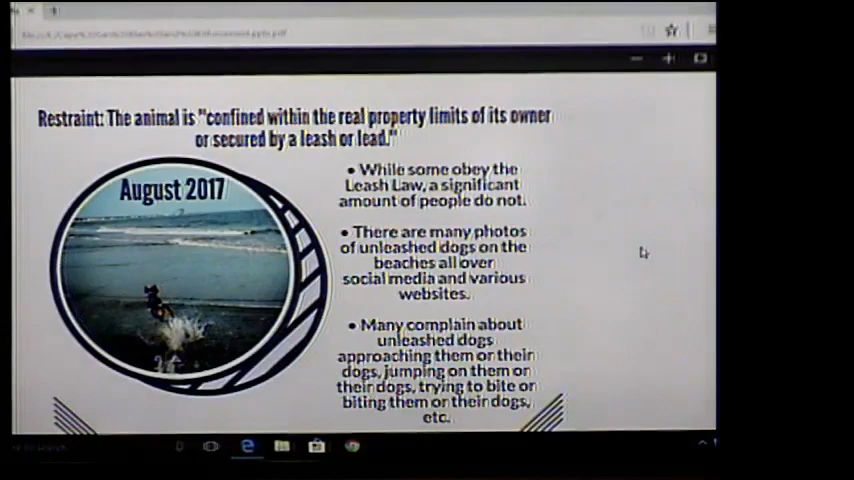 Restraint: The animal is "confined within the real property limits of its owner
or secured by a leash or lead."
August 2017
• While some obey the
Leash Law, a significant
amount of people do not.
• There are many photos
of unleashed dogs on the
beaches all over
social media and various
websites.
• Many complain about
unleashed dogs
approaching them or their
dogs, jumping on them or
their dogs, trying to bite or
biting them or their dogs,
etc.